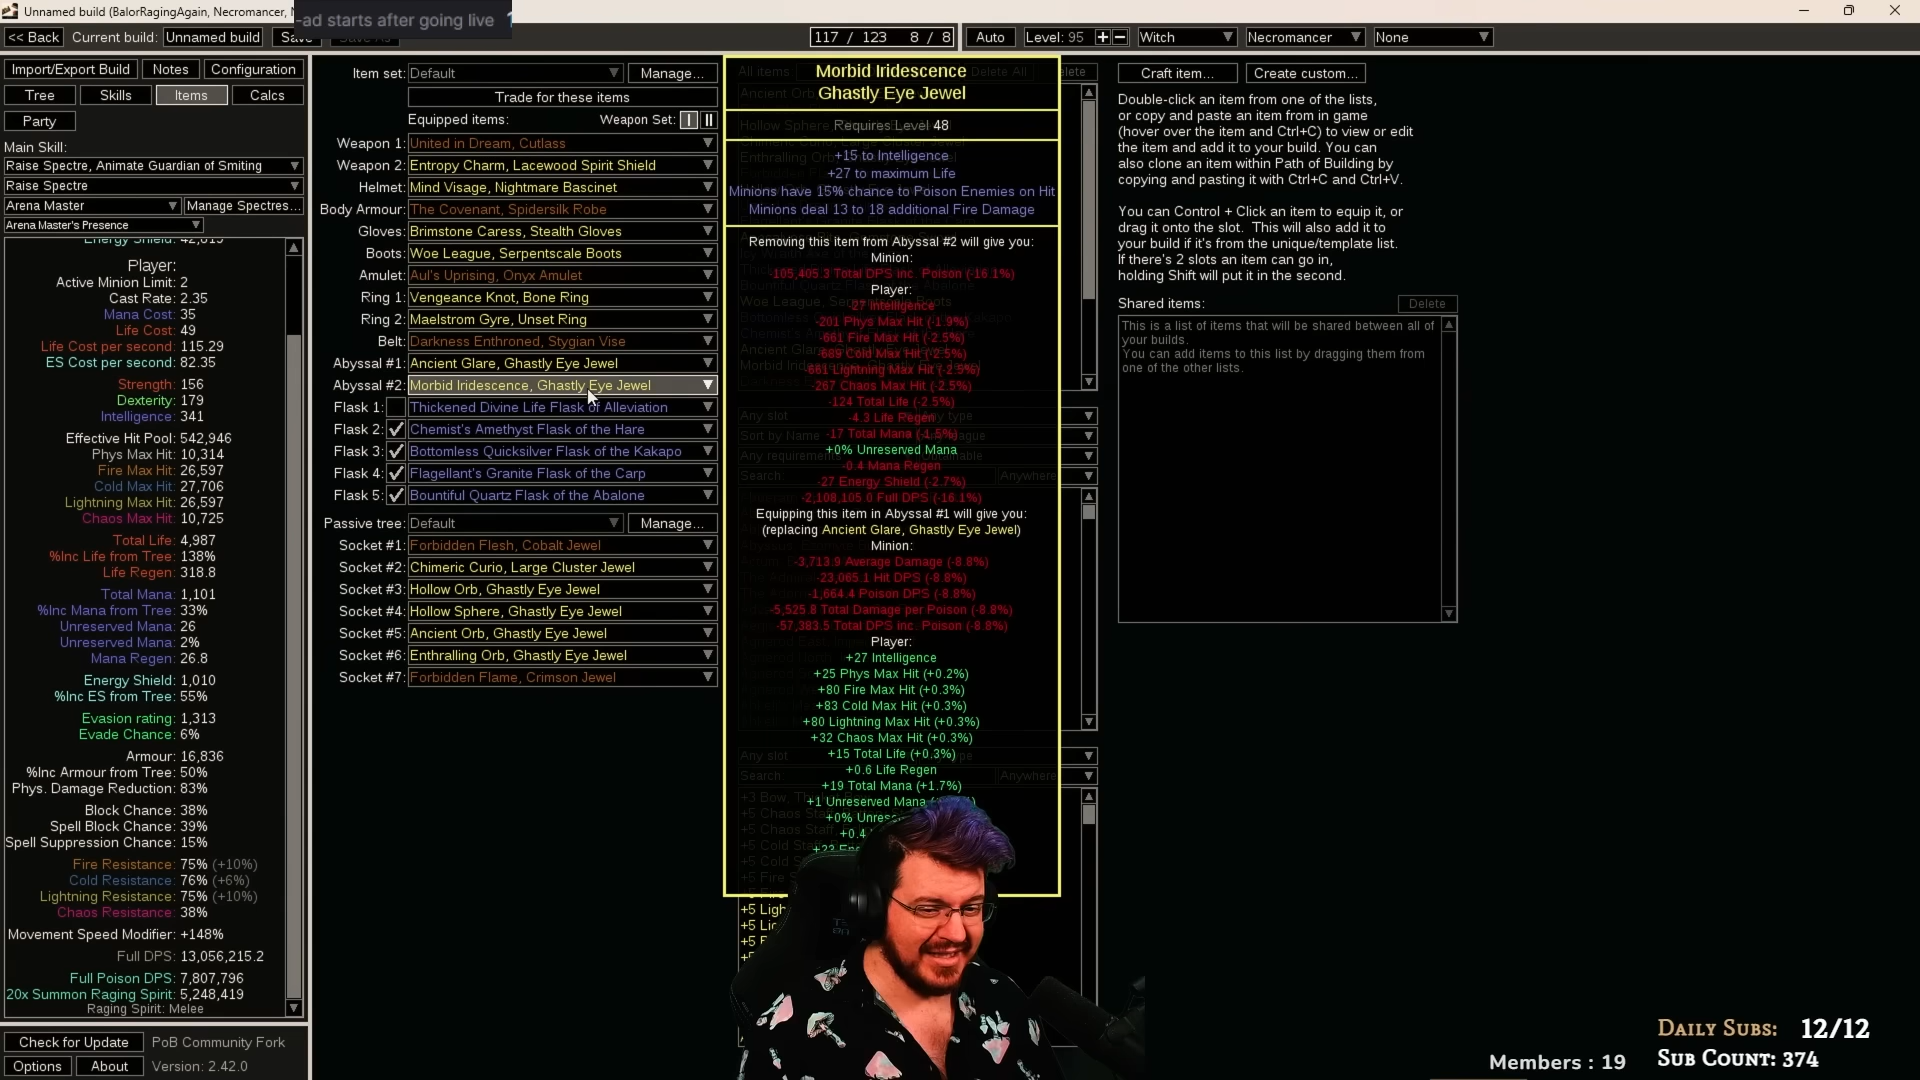 Unnamed build (BalorRagingAgain, Necromancer,
-ad starts after going live
<< Back
Current build:
Unnamed build
Save
Save As
117 / 123 8 / 8
Auto
Level: 95
Witch
Necromancer
None
Import/Export Build
Notes
Configuration
Tree
Skills
Items
Calcs
Party
Main Skill:
Raise Spectre, Animate Guardian of Smiting
Raise Spectre
Arena Master
Manage Spectres...
Arena Master's Presence
Energy Shield: 42,019
Player:
Active Minion Limit: 2
Cast Rate: 2.35
Mana Cost: 35
Life Cost: 49
Life Cost per second: 115.29
ES Cost per second: 82.35
Strength: 156
Dexterity: 179
Intelligence: 341
Effective Hit Pool: 542,946
Phys Max Hit: 10,314
Fire Max Hit: 26,597
Cold Max Hit: 27,706
Lightning Max Hit: 26,597
Chaos Max Hit: 10,725
Total Life: 4,987
%Inc Life from Tree: 138%
Life Regen: 318.8
Total Mana: 1,101
%Inc Mana from Tree: 33%
Unreserved Mana: 26
Unreserved Mana: 2%
Mana Regen: 26.8
Energy Shield: 1,010
%Inc ES from Tree: 55%
Evasion rating: 1,313
Evade Chance: 6%
Armour: 16,836
%Inc Armour from Tree: 50%
Phys. Damage Reduction: 83%
Block Chance: 38%
Spell Block Chance: 39%
Spell Suppression Chance: 15%
Fire Resistance: 75% (+10%)
Cold Resistance: 76% (+6%)
Lightning Resistance: 75% (+10%)
Chaos Resistance: 38%
Movement Speed Modifier: +148%
Full DPS: 13,056,215.2
Full Poison DPS: 7,807,796
20x Summon Raging Spirit: 5,248,419
Raging Spirit: Melee
Check for Update
PoB Community Fork
Options
About
Version: 2.42.0
Item set: Default
Manage...
Trade for these items
Equipped items:
Weapon Set: I II
Weapon 1: United in Dream, Cutlass
Weapon 2: Entropy Charm, Lacewood Spirit Shield
Helmet: Mind Visage, Nightmare Bascinet
Body Armour: The Covenant, Spidersilk Robe
Gloves: Brimstone Caress, Stealth Gloves
Boots: Woe League, Serpentscale Boots
Amulet: Aul's Uprising, Onyx Amulet
Ring 1: Vengeance Knot, Bone Ring
Ring 2: Maelstrom Gyre, Unset Ring
Belt: Darkness Enthroned, Stygian Vise
Abyssal #1: Ancient Glare, Ghastly Eye Jewel
Abyssal #2: Morbid Iridescence, Ghastly Eye Jewel
Flask 1: Thickened Divine Life Flask of Alleviation
Flask 2: Chemist's Amethyst Flask of the Hare
Flask 3: Bottomless Quicksilver Flask of the Kakapo
Flask 4: Flagellant's Granite Flask of the Carp
Flask 5: Bountiful Quartz Flask of the Abalone
Passive tree: Default
Manage...
Socket #1: Forbidden Flesh, Cobalt Jewel
Socket #2: Chimeric Curio, Large Cluster Jewel
Socket #3: Hollow Orb, Ghastly Eye Jewel
Socket #4: Hollow Sphere, Ghastly Eye Jewel
Socket #5: Ancient Orb, Ghastly Eye Jewel
Socket #6: Enthralling Orb, Ghastly Eye Jewel
Socket #7: Forbidden Flame, Crimson Jewel
Morbid Iridescence
Ghastly Eye Jewel
Requires Level 48
+15 to Intelligence
+27 to maximum Life
Minions have 15% chance to Poison Enemies on Hit
Minions deal 13 to 18 additional Fire Damage
Removing this item from Abyssal #2 will give you:
Minion:
-105,405.3 Total DPS inc. Poison (-16.1%)
Player:
-27 Intelligence
-201 Phys Max Hit (-1.9%)
-661 Fire Max Hit (-2.5%)
-689 Cold Max Hit (-2.5%)
-661 Lightning Max Hit (-2.5%)
-267 Chaos Max Hit (-2.5%)
-124 Total Life (-2.5%)
-4.3 Life Regen
-17 Total Mana (-1.5%)
+0% Unreserved Mana
-0.4 Mana Regen
-27 Energy Shield (-2.7%)
-2,108,105.0 Full DPS (-16.1%)
Equipping this item in Abyssal #1 will give you:
(replacing Ancient Glare, Ghastly Eye Jewel)
Minion:
-3,713.9 Average Damage (-8.8%)
-23,065.1 Hit DPS (-8.8%)
-1,664.4 Poison DPS (-8.8%)
-5,525.8 Total Damage per Poison (-8.8%)
-57,383.5 Total DPS inc. Poison (-8.8%)
Player:
+27 Intelligence
+25 Phys Max Hit (+0.2%)
+80 Fire Max Hit (+0.3%)
+83 Cold Max Hit (+0.3%)
+80 Lightning Max Hit (+0.3%)
+32 Chaos Max Hit (+0.3%)
+15 Total Life (+0.3%)
+0.6 Life Regen
+19 Total Mana (+1.7%)
+1 Unreserved Mana
+0% Unres
+0.4
Craft item...
Create custom...
Double-click an item from one of the lists,
or copy and paste an item from in game
(hover over the item and Ctrl+C) to view or edit
the item and add it to your build. You can
also clone an item within Path of Building by
copying and pasting it with Ctrl+C and Ctrl+V.
You can Control + Click an item to equip it, or
drag it onto the slot. This will also add it to
your build if it's from the unique/template list.
If there's 2 slots an item can go in,
holding Shift will put it in the second.
Shared items:
Delete
This is a list of items that will be shared between all of
your builds.
You can add items to this list by dragging them from
one of the other lists.
Daily Subs: 12/12
Members : 19
Sub Count: 374